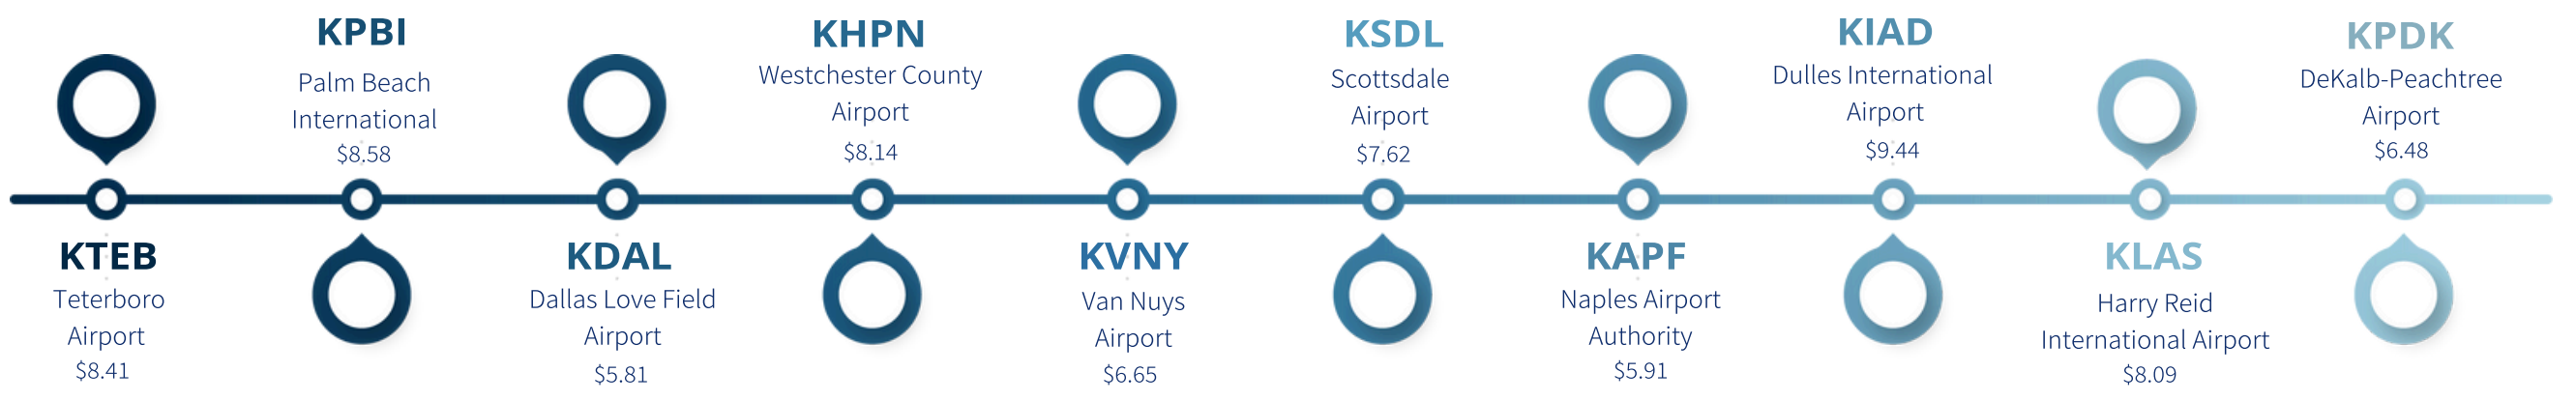 KTEB
Teterboro
Airport
$8.41
KPBI
Palm Beach
International
$8.58
KDAL
Dallas Love Field
Airport
$5.81
KHPN
Westchester County
Airport
$8.14
KVNY
Van Nuys
Airport
$6.65
KSDL
Scottsdale
Airport
$7.62
KAPF
Naples Airport
Authority
$5.91
KIAD
Dulles International
Airport
$9.44
KLAS
Harry Reid
International Airport
$8.09
KPDK
DeKalb-Peachtree
Airport
$6.48